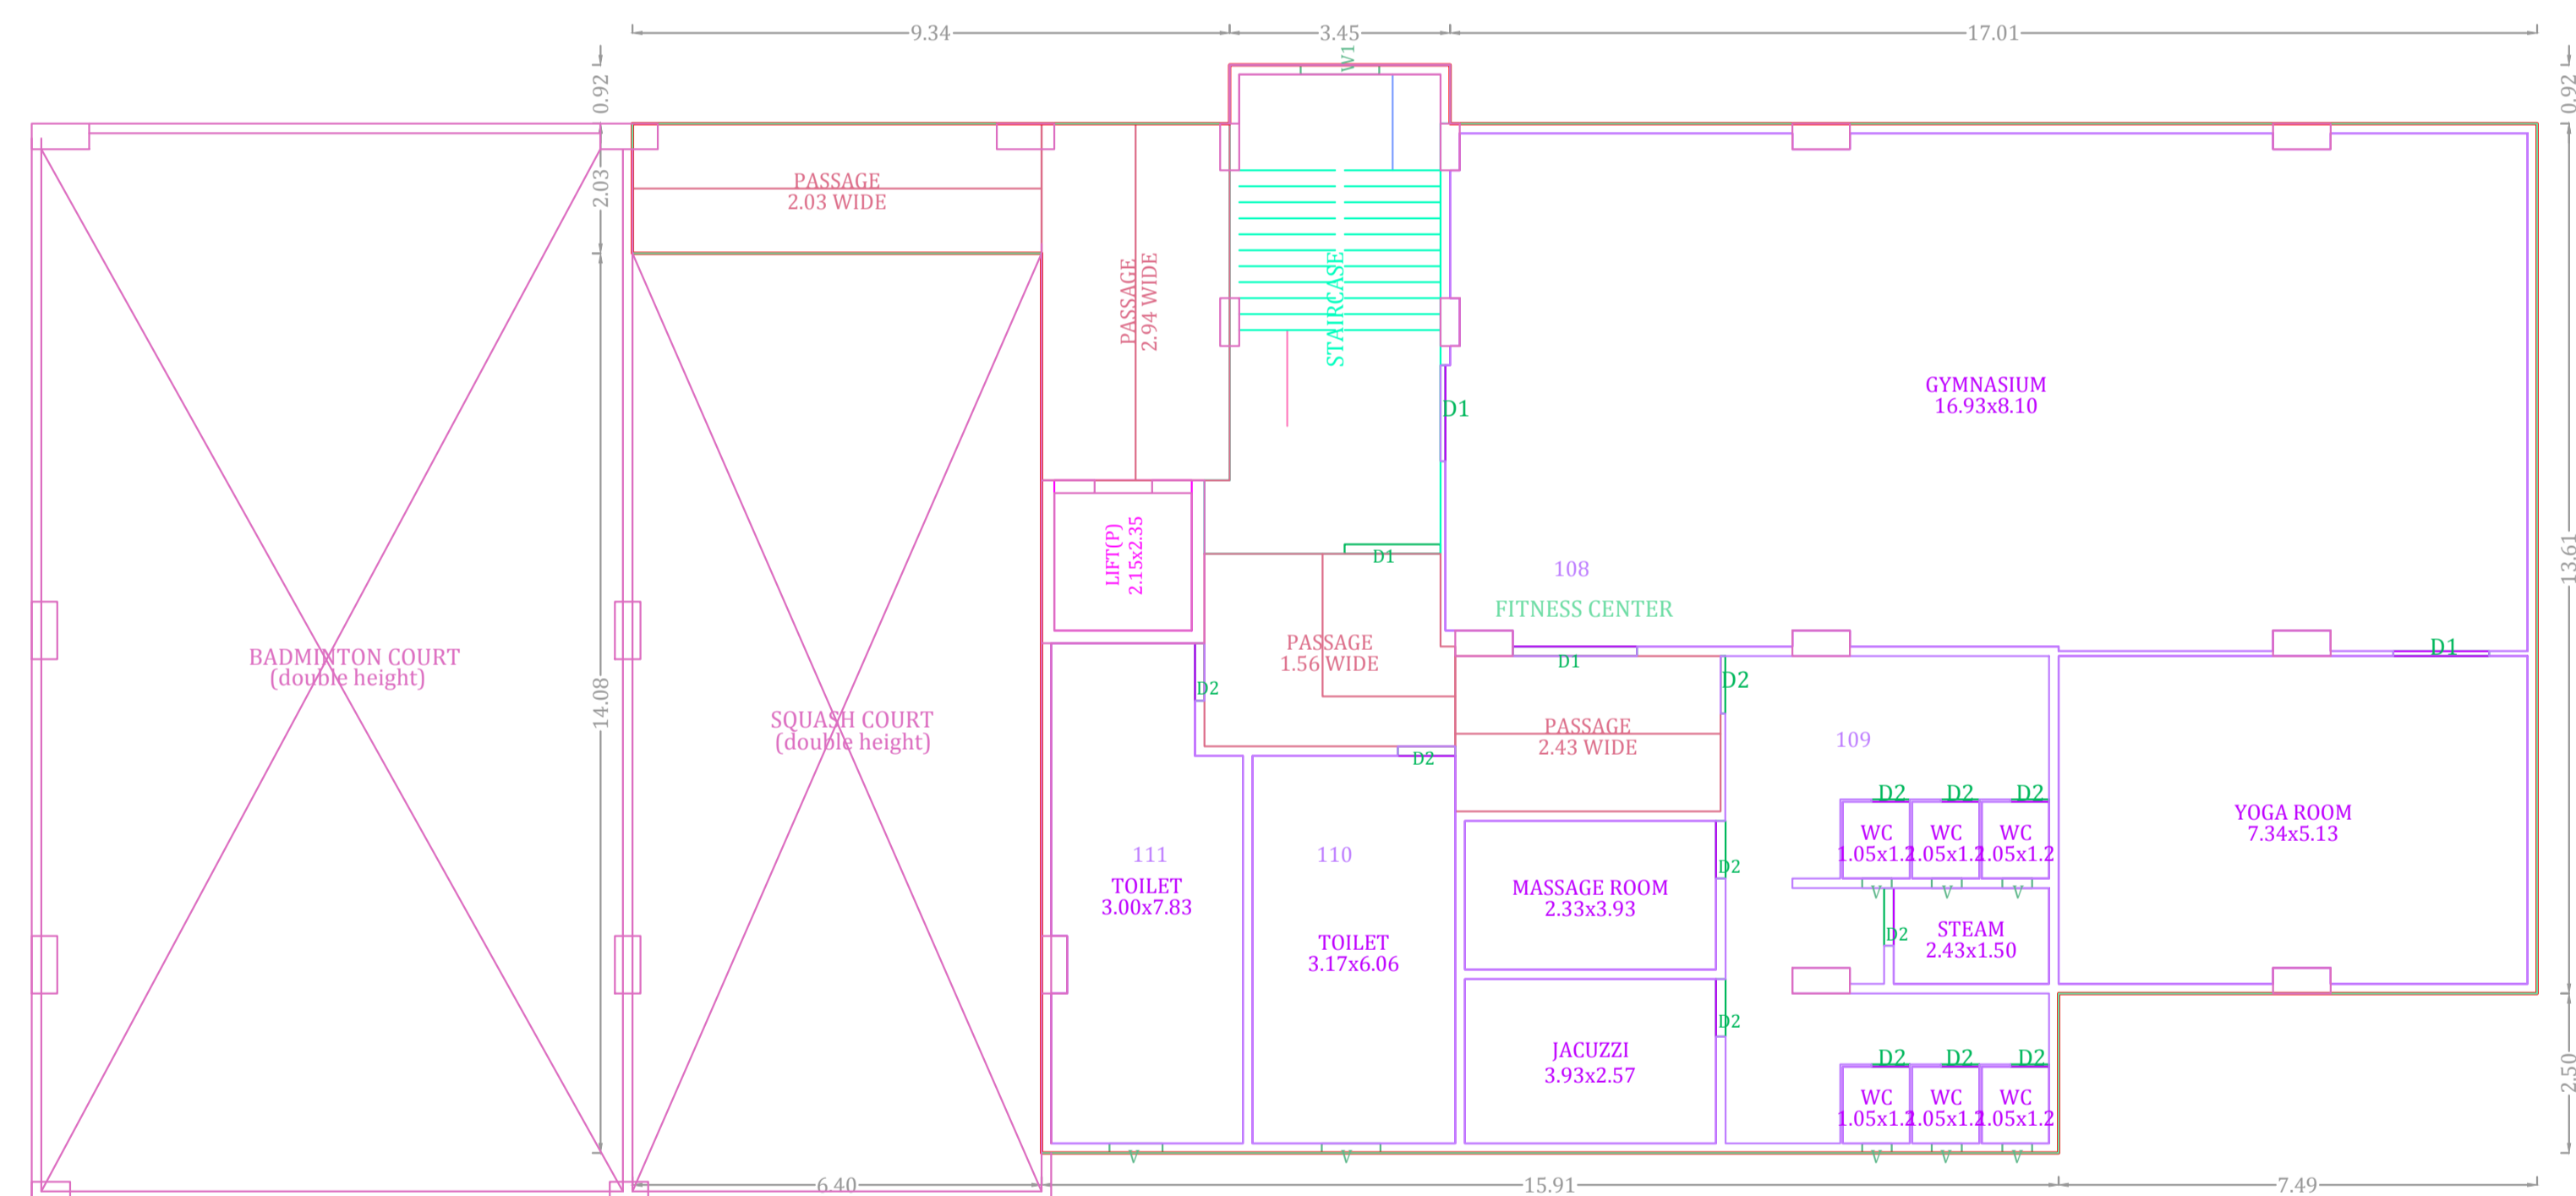 9.34
3.45
17.01
W1
0.92
0.92
2.03
PASSAGE
2.03 WIDE
PASSAGE
2.94 WIDE
STAIRCASE
GYMNASIUM
16.93x8.10
D1
LIFT(P)
2.15x2.35
D1
108
FITNESS CENTER
13.61
PASSAGE
1.56 WIDE
D1
D1
BADMINTON COURT
(double height)
14.08
SQUASH COURT
(double height)
D2
D2
PASSAGE
2.43 WIDE
D2
109
D2
D2
D2
YOGA ROOM
7.34x5.13
WC
1.05x1.2
WC
1.05x1.2
WC
1.05x1.2
V
V
V
111
TOILET
3.00x7.83
110
TOILET
3.17x6.06
MASSAGE ROOM
2.33x3.93
D2
D2
STEAM
2.43x1.50
JACUZZI
3.93x2.57
D2
D2
D2
D2
WC
1.05x1.2
WC
1.05x1.2
WC
1.05x1.2
2.50
V
V
V
V
V
6.40
15.91
7.49